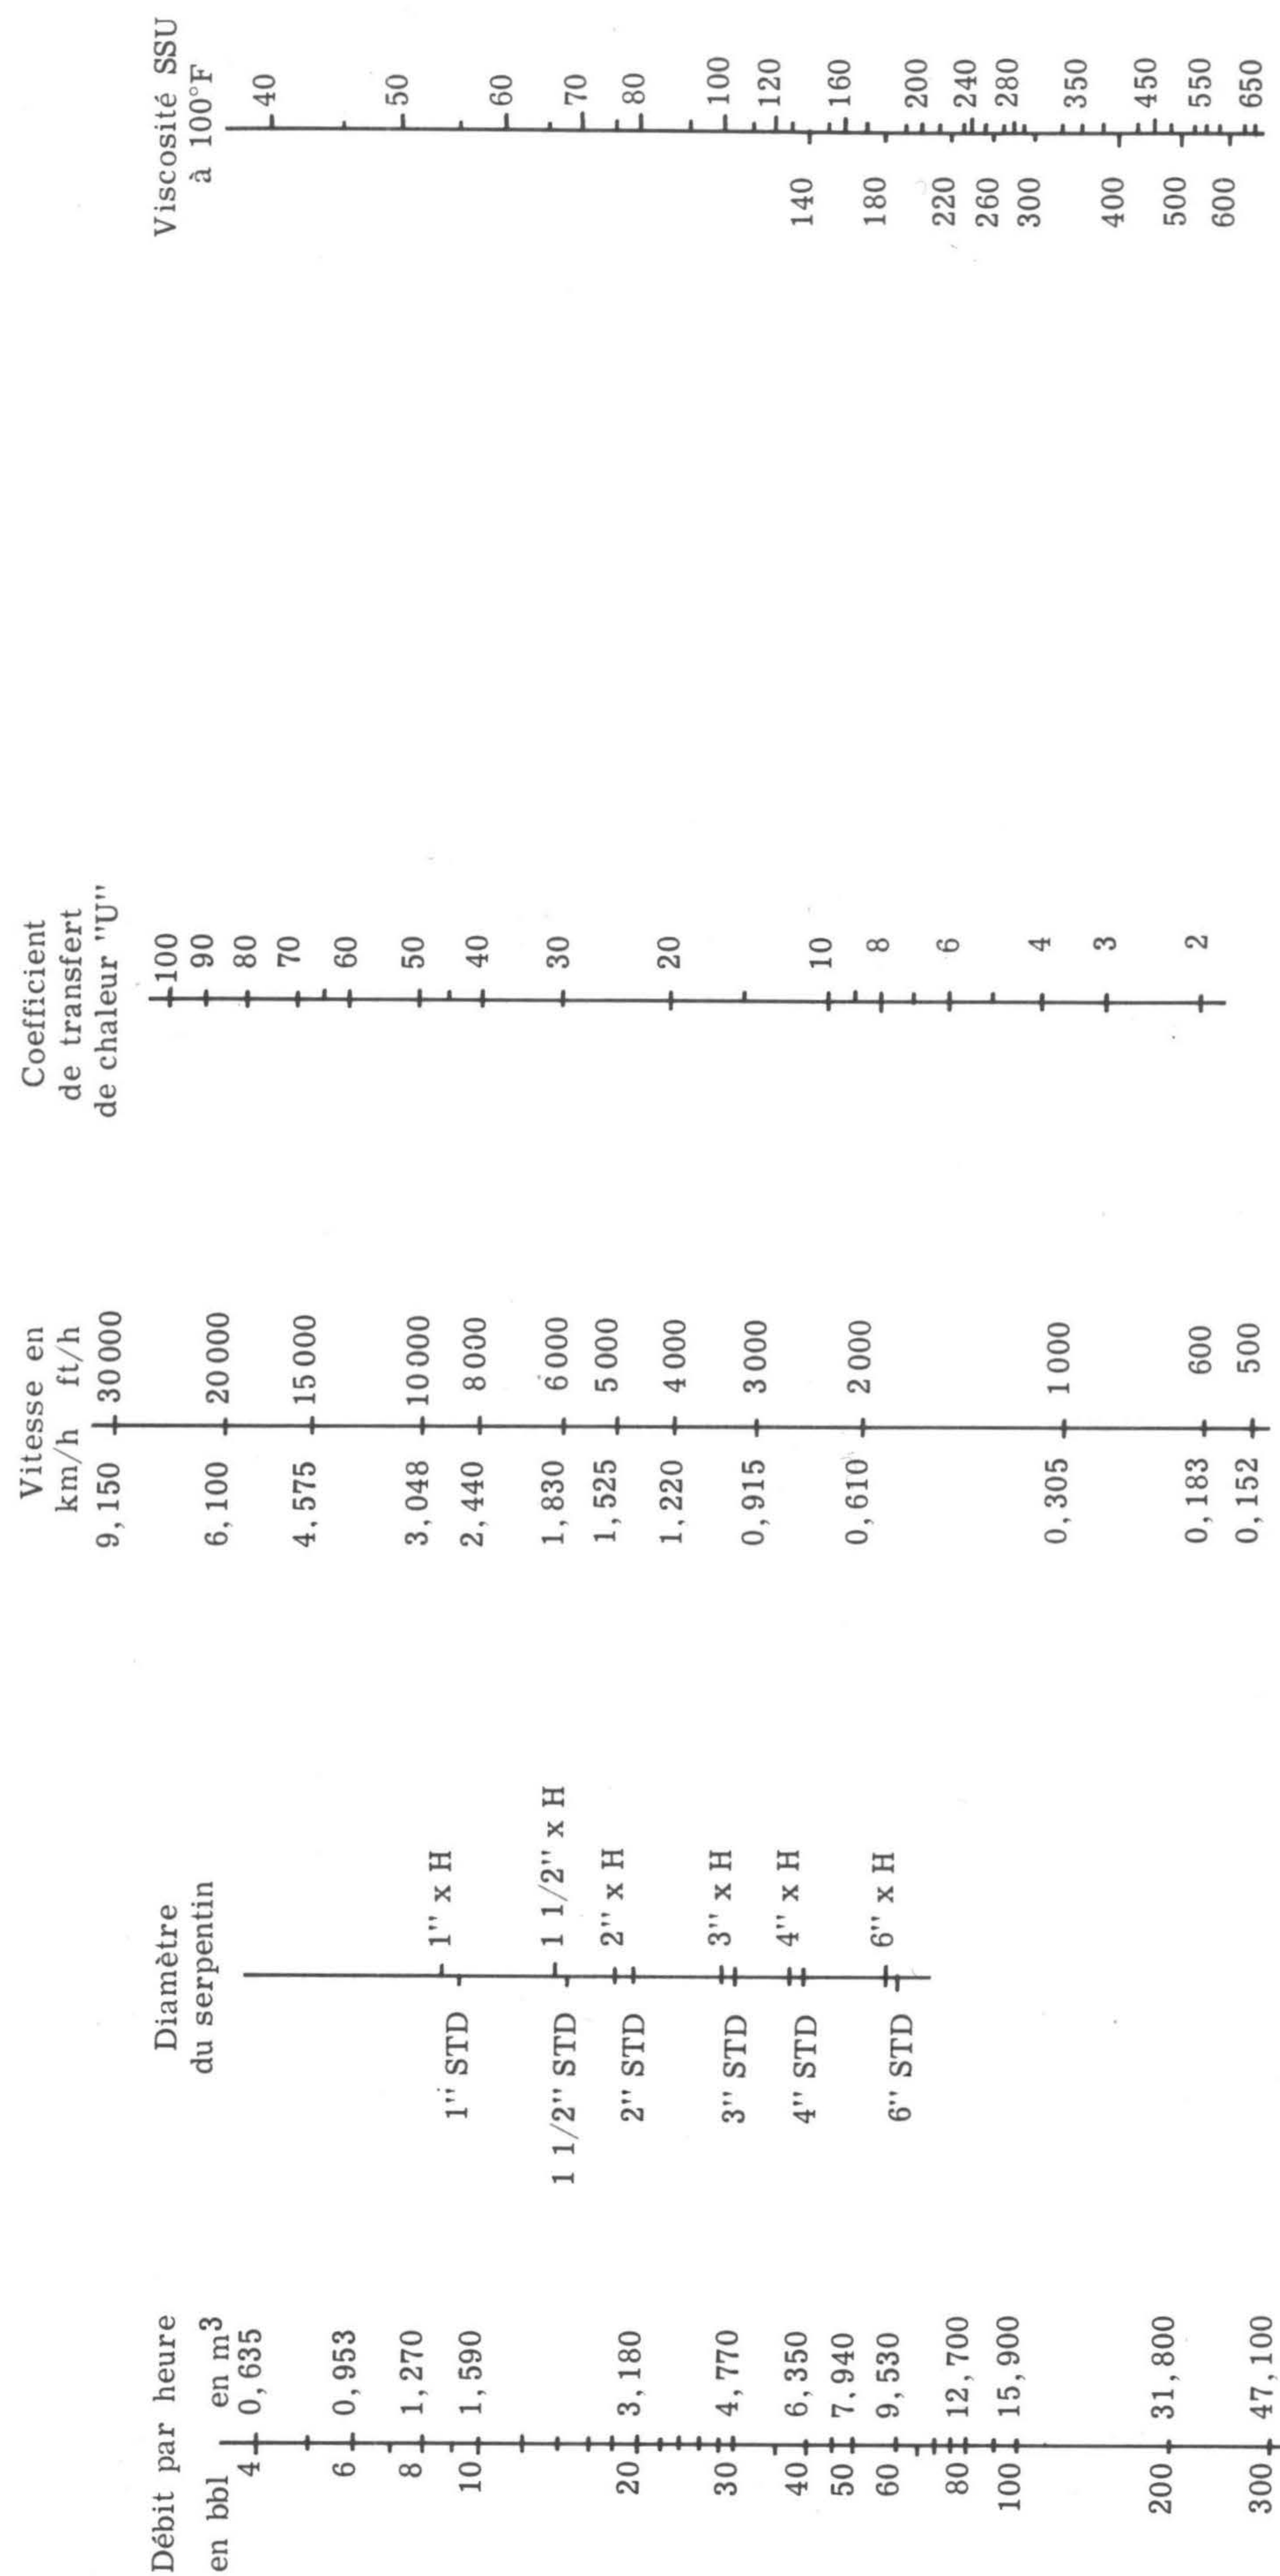 Débit par heure
en bbl en m3
4 0,635
6 0,953
8 1,270
10 1,590
20 3,180
30 4,770
40 6,350
50 7,940
60 9,530
80 12,700
100 15,900
200 31,800
300 47,100
Diamètre
du serpentin
1" x H
1" STD
1 1/2" x H
1 1/2" STD
2" x H
2" STD
3" x H
3" STD
4" x H
4" STD
6" x H
6" STD
Vitesse en
km/h ft/h
9,150 30 000
6,100 20 000
4.575 15 000
3,048 10 000
2,440 8 000
1,830 6 000
1,525 5 000
1,220 4 000
0,915 3 000
0,610 2 000
0,305 1 000
0,183 600
0,152 500
Coefficient
de transfert
de chaleur "U"
100
90
80
70
60
50
40
30
20
10
8
6
4
3
2
Viscosité SSU
à 100°F
40
50
60
70
80
100
120
140
160
180
200
220
240
260
280
300
350
400
450
500
550
600
650